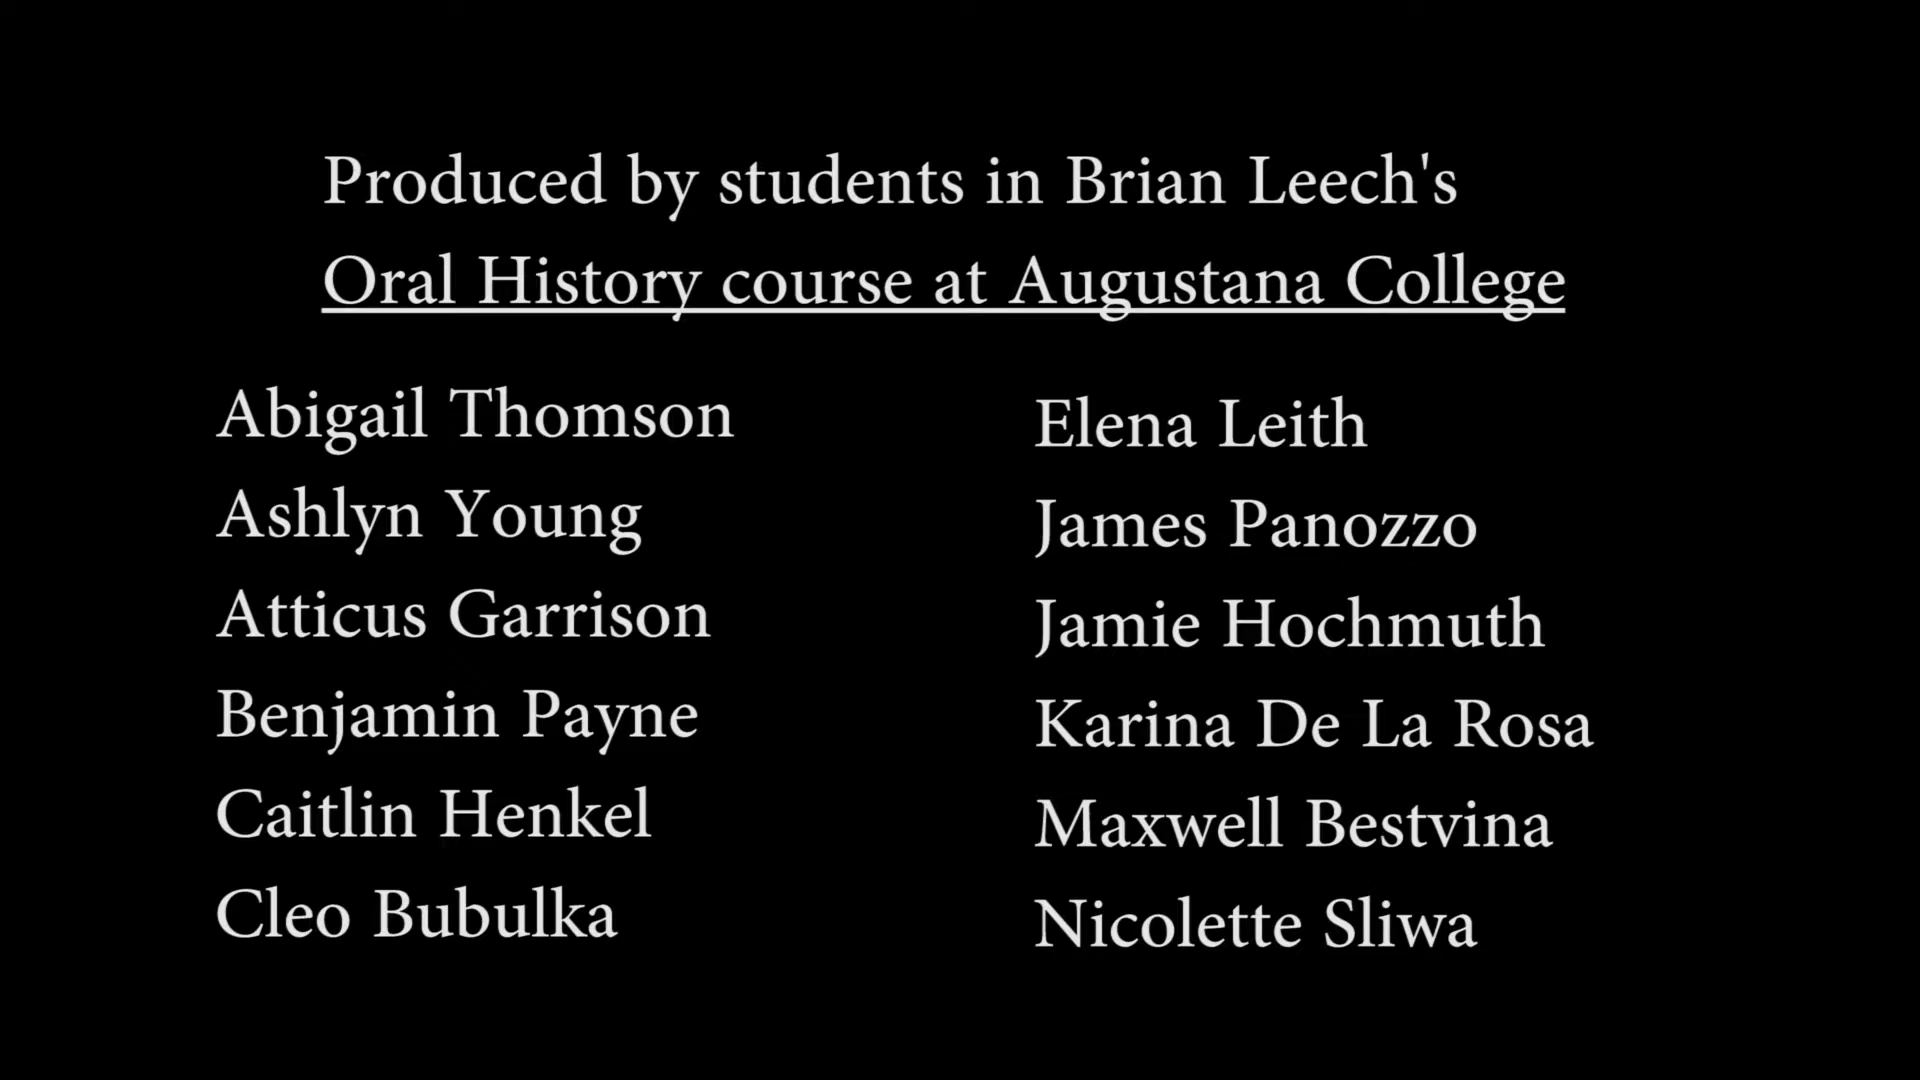 Produced by students in Brian Leech's
Oral History course at Augustana College
Abigail Thomson
Ashlyn Young
Atticus Garrison
Benjamin Payne
Caitlin Henkel
Cleo Bubulka
Elena Leith
James Panozzo
Jamie Hochmuth
Karina De La Rosa
Maxwell Bestvina
Nicolette Sliwa